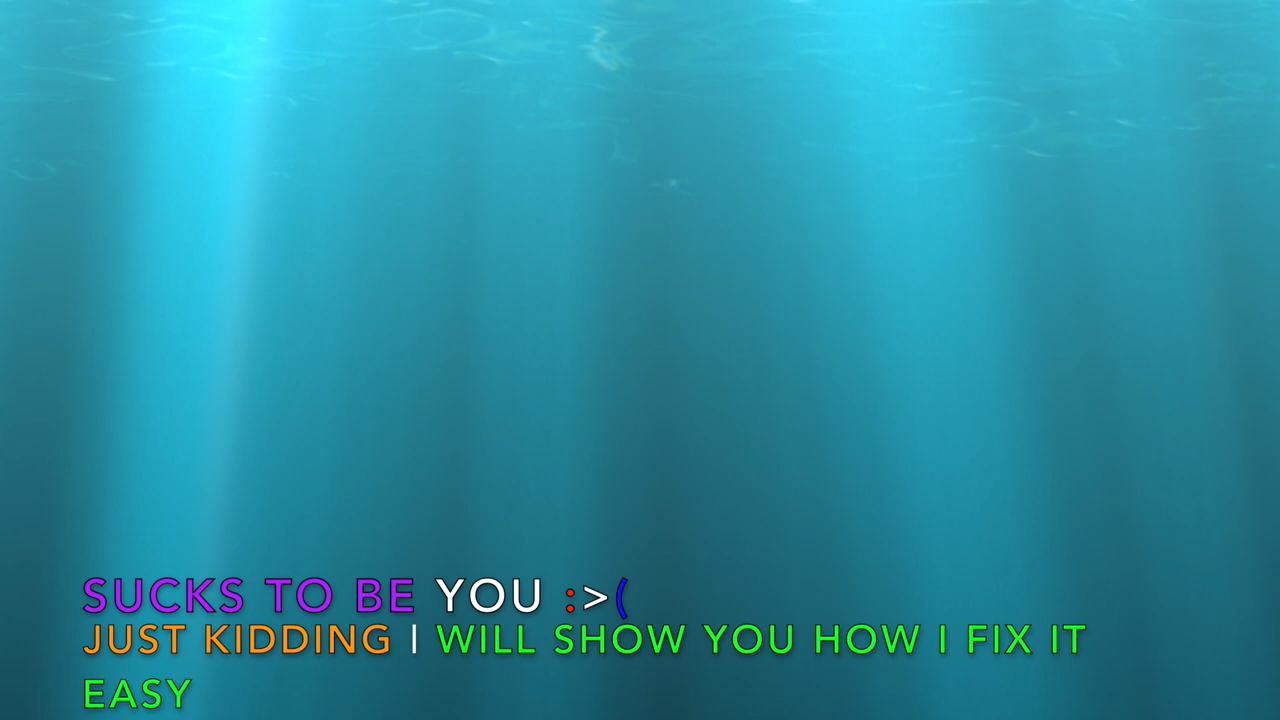 SUCKS TO BE YOU :>(
JUST KIDDING I WILL SHOW YOU HOW I FIX IT
EASY